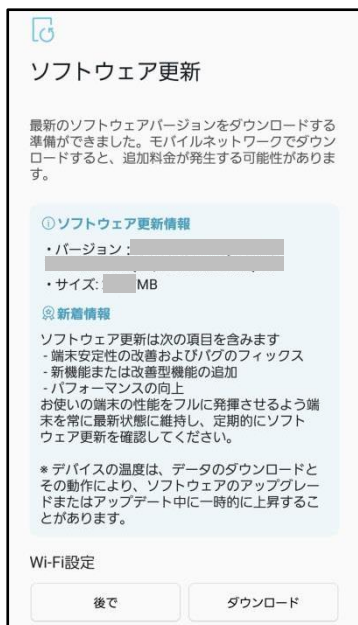 ソフトウェア更新
最新のソフトウェアバージョンをダウンロードする
準備ができました。モバイルネットワークでダウン
ロードすると、追加料金が発生する可能性がありま
す。
ソフトウェア更新情報
・バージョン :
・サイズ: MB
新着情報
ソフトウェア更新は次の項目を含みます
- 端末安定性の改善およびバグのフィックス
- 新機能または改善型機能の追加
- パフォーマンスの向上
お使いの端末の性能をフルに発揮させるよう端
末を常に最新状態に維持し、定期的にソフト
ウェア更新を確認してください。
* デバイスの温度は、データのダウンロードと
その動作により、ソフトウェアのアップグレー
ドまたはアップデート中に一時的に上昇するこ
とがあります。
Wi-Fi設定
後で
ダウンロード